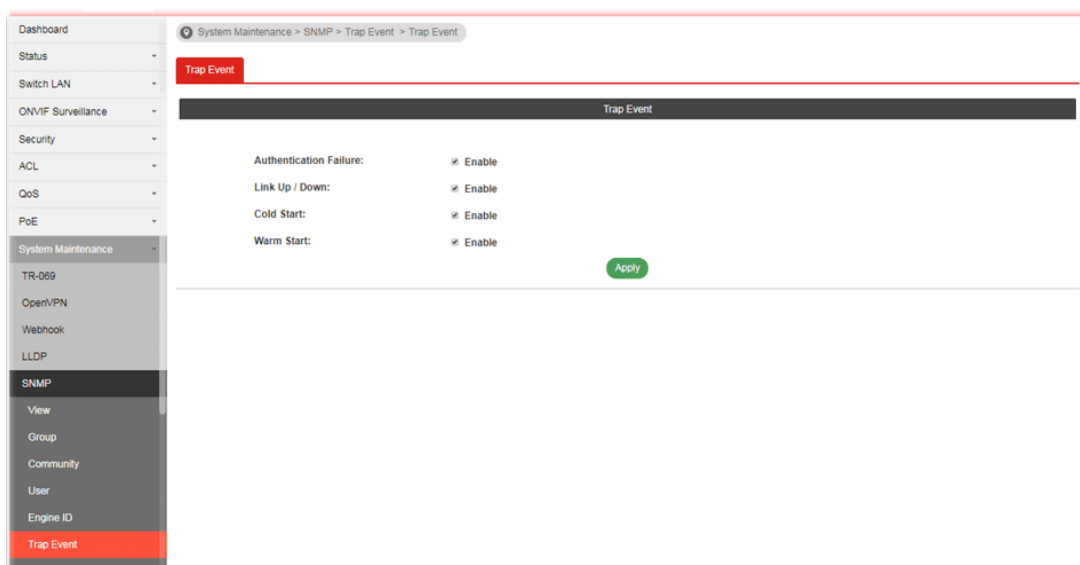 Dashboard
Status
Switch LAN
ONVIF Surveillance
Security
ACL
QoS
PoE
System Maintenance
TR-069
OpenVPN
Webhook
LLDP
SNMP
View
Group
Community
User
Engine ID
Trap Event
System Maintenance > SNMP > Trap Event > Trap Event
Trap Event
Trap Event
Authentication Failure: Enable
Link Up / Down: Enable
Cold Start: Enable
Warm Start: Enable
Apply